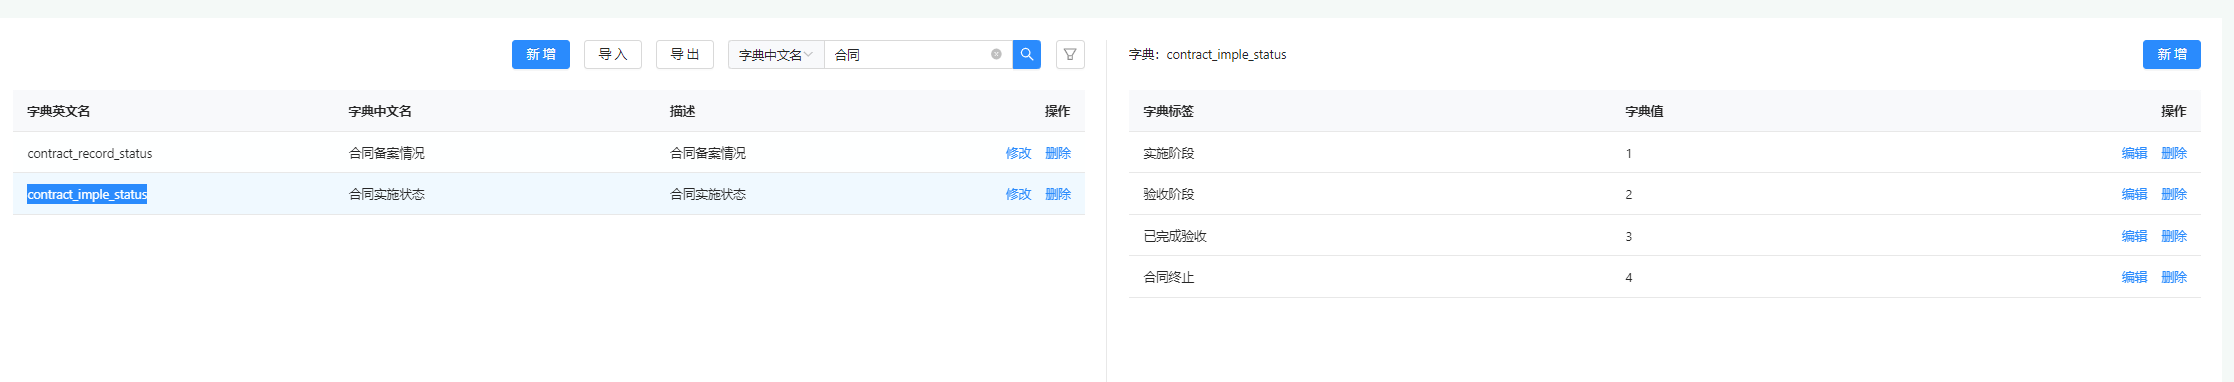 新增 导入 导出 字典中文名 合同
字典英文名 字典中文名 描述 操作
contract_record_status 合同备案情况 合同备案情况 修改 删除
contract_imple_status 合同实施状态 合同实施状态 修改 删除
字典：contract_imple_status 新增
字典标签 字典值 操作
实施阶段 1 编辑 删除
验收阶段 2 编辑 删除
已完成验收 3 编辑 删除
合同终止 4 编辑 删除